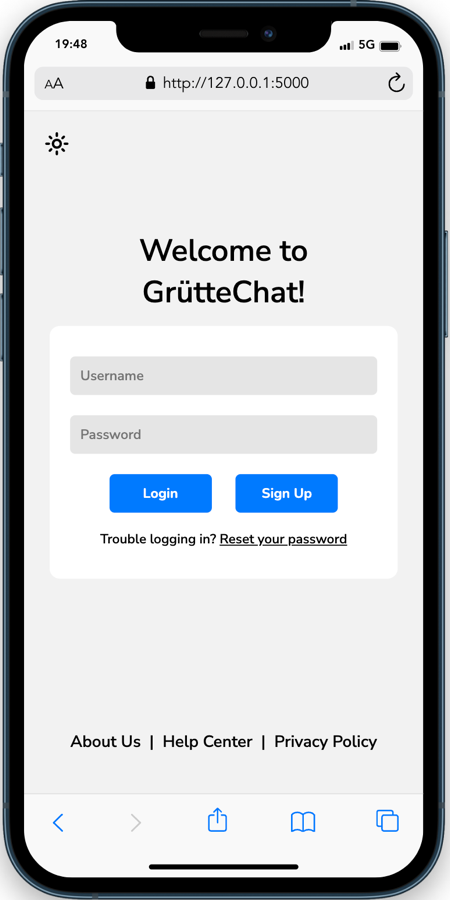 19:48 5G
AA http://127.0.0.1:5000
Welcome to
GrütteChat!
Username
Password
Login Sign Up
Trouble logging in? Reset your password
About Us | Help Center | Privacy Policy